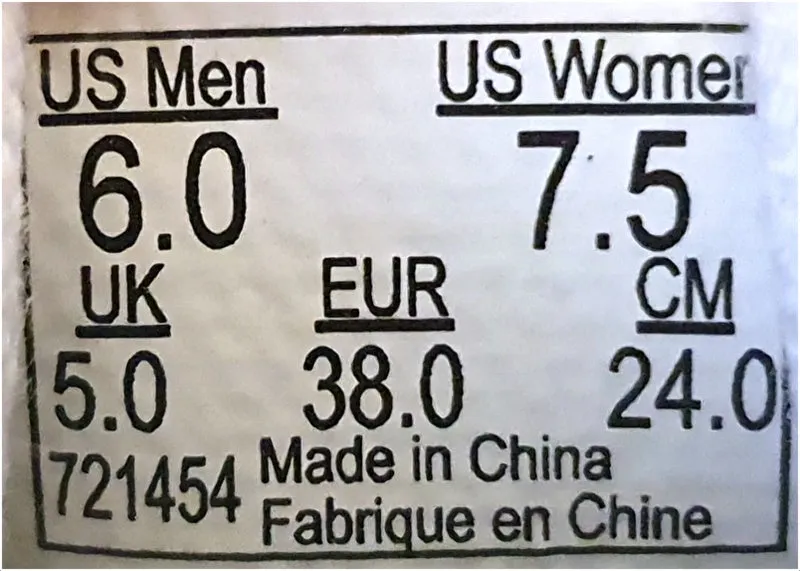 US Men US Women
6.0 7.5
UK EUR CM
5.0 38.0 24.0
721454 Made in China
Fabrique en Chine